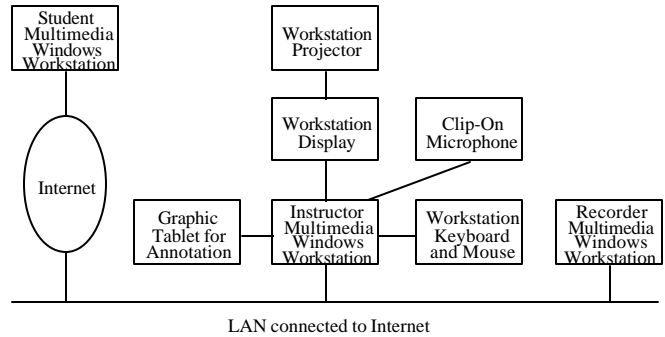 Student
Multimedia
Windows
Workstation
Workstation
Projector
Workstation
Display
Clip-On
Microphone
Internet
Graphic
Tablet for
Annotation
Instructor
Multimedia
Windows
Workstation
Workstation
Keyboard
and Mouse
Recorder
Multimedia
Windows
Workstation
LAN connected to Internet